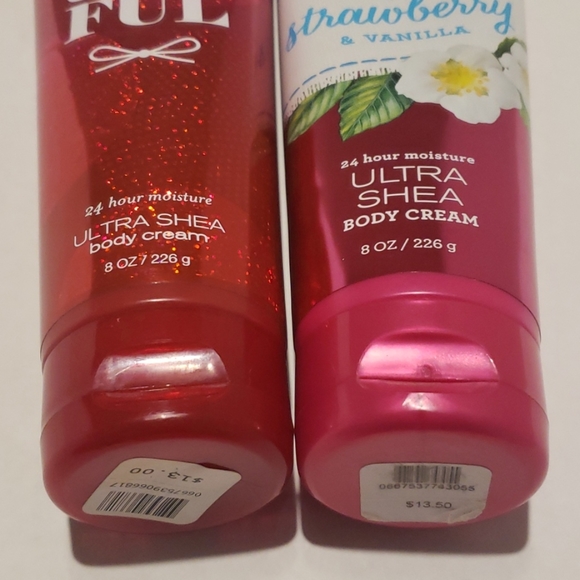 FUL
24 hour moisture
ULTRA SHEA
body cream
8 OZ / 226 g
$13.00
0667539066817
strawberry
& VANILLA
24 hour moisture
ULTRA
SHEA
BODY CREAM
8 OZ / 226 g
$13.50